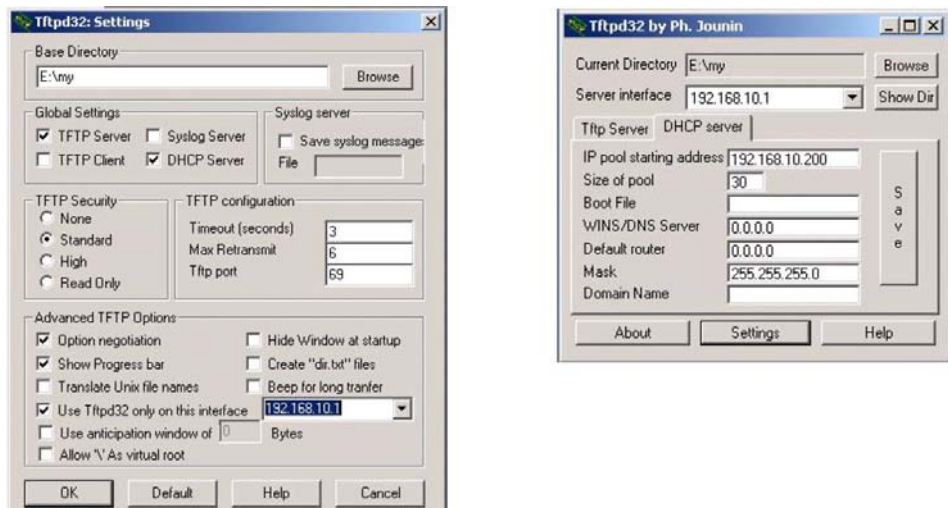 Tftpd32: Settings
Base Directory
E:\my
Browse
Global Settings
TFTP Server
Syslog Server
TFTP Client
DHCP Server
Syslog server
Save syslog message
File
TFTP Security
None
Standard
High
Read Only
TFTP configuration
Timeout (seconds) 3
Max Retransmit 6
Tftp port 69
Advanced TFTP Options
Option negotiation
Hide Window at startup
Show Progress bar
Create "dir.txt" files
Translate Unix file names
Beep for long tranfer
Use Tftpd32 only on this interface 192.168.10.1
Use anticipation window of 0 Bytes
Allow '\' As virtual root
OK
Default
Help
Cancel
Tftpd32 by Ph. Jounin
Current Directory E:\my
Browse
Server interface 192.168.10.1
Show Dir
Tftp Server
DHCP server
IP pool starting address 192.168.10.200
Size of pool 30
Boot File
WINS/DNS Server 0.0.0.0
Default router 0.0.0.0
Mask 255.255.255.0
Domain Name
Save
About
Settings
Help